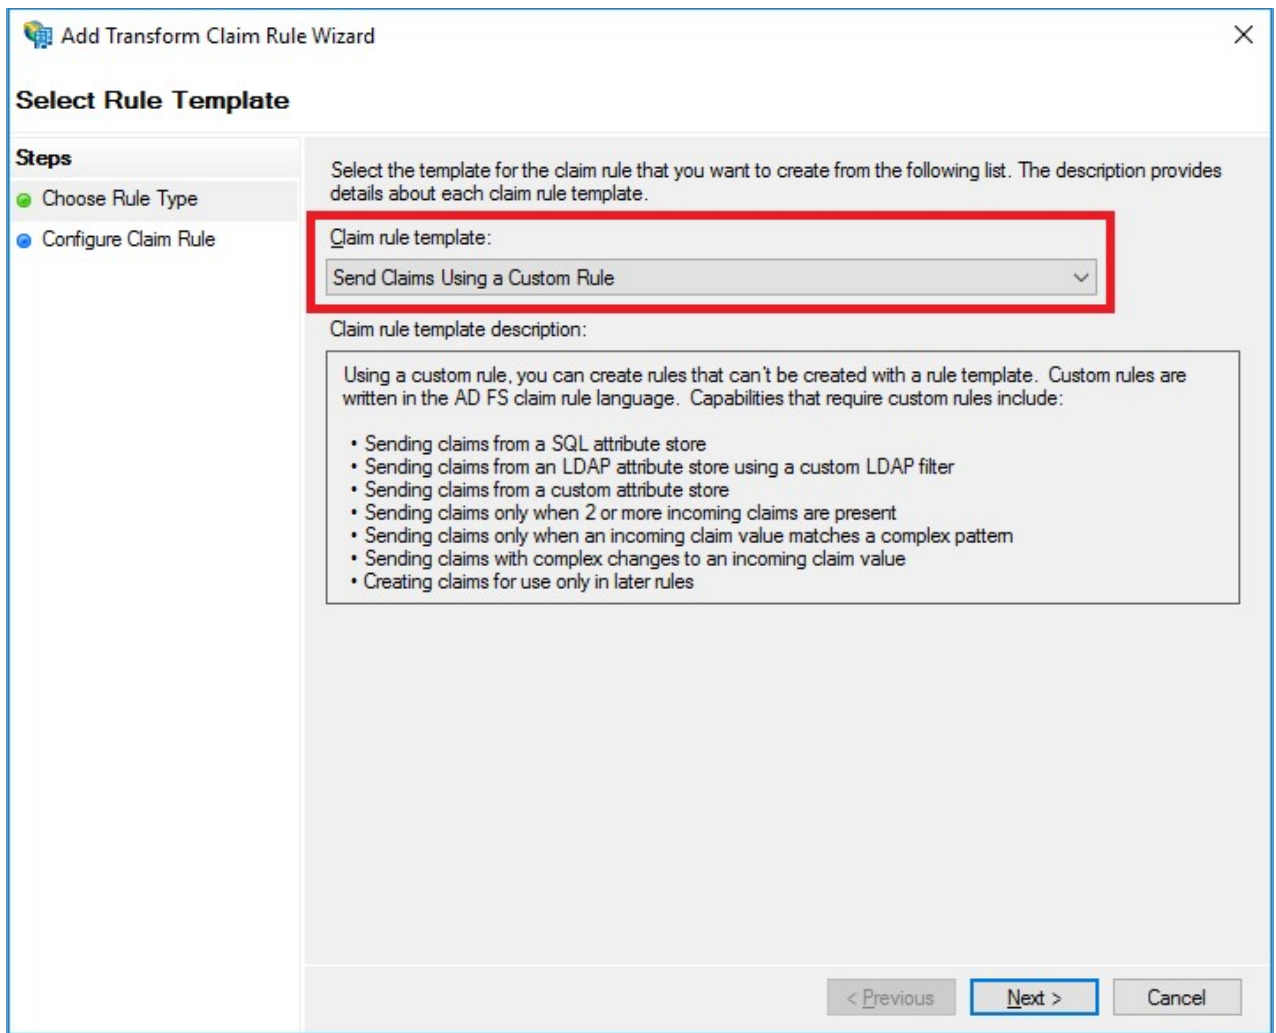 Add Transform Claim Rule Wizard
Select Rule Template
Steps
Choose Rule Type
Configure Claim Rule
Select the template for the claim rule that you want to create from the following list. The description provides
details about each claim rule template.
Claim rule template:
Send Claims Using a Custom Rule
Claim rule template description:
Using a custom rule, you can create rules that can't be created with a rule template. Custom rules are
written in the AD FS claim rule language. Capabilities that require custom rules include:
• Sending claims from a SQL attribute store
• Sending claims from an LDAP attribute store using a custom LDAP filter
• Sending claims from a custom attribute store
• Sending claims only when 2 or more incoming claims are present
• Sending claims only when an incoming claim value matches a complex pattern
• Sending claims with complex changes to an incoming claim value
• Creating claims for use only in later rules
< Previous
Next >
Cancel